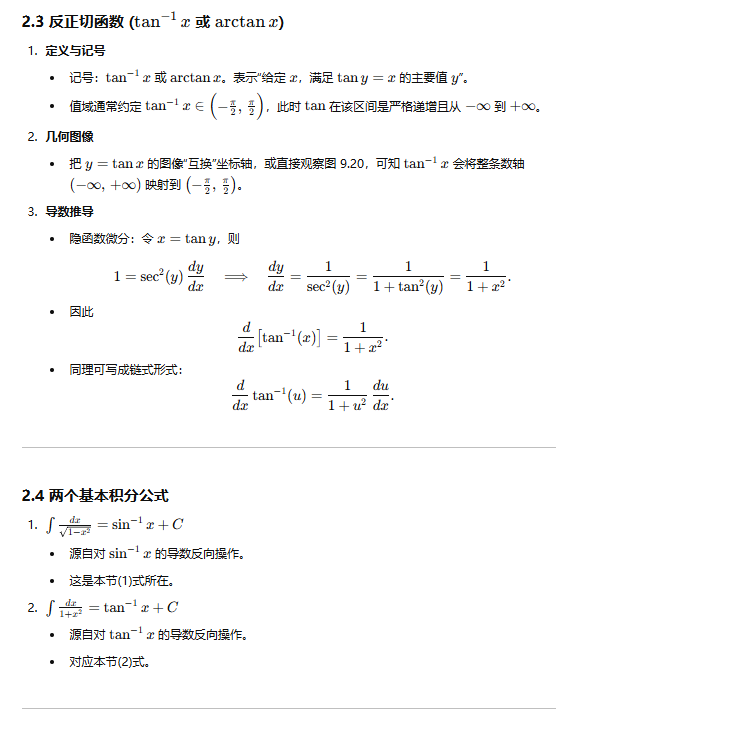 2.3 反正切函数 (tan⁻¹ x 或 arctan x)
1. 定义与记号
• 记号：tan⁻¹ x 或 arctan x。表示“给定 x，满足 tan y = x 的主要值 y”。
• 值域通常约定 tan⁻¹ x ∈ (−π/2, π/2)，此时 tan 在该区间是严格递增且从 −∞ 到 +∞。
2. 几何图像
• 把 y = tan x 的图像“互换”坐标轴，或直接观察图 9.20，可知 tan⁻¹ x 会将整条数轴
(−∞, +∞) 映射到 (−π/2, π/2)。
3. 导数推导
• 隐函数微分：令 x = tan y，则
1 = sec²(y) dy/dx ⟹ dy/dx = 1/sec²(y) = 1/(1 + tan²(y)) = 1/(1 + x²).
• 因此
d/dx [tan⁻¹(x)] = 1/(1 + x²).
• 同理可写成链式形式：
d/dx tan⁻¹(u) = 1/(1 + u²) du/dx.
2.4 两个基本积分公式
1. ∫ dx/√(1−x²) = sin⁻¹ x + C
• 源自对 sin⁻¹ x 的导数反向操作。
• 这是本节(1)式所在。
2. ∫ dx/(1+x²) = tan⁻¹ x + C
• 源自对 tan⁻¹ x 的导数反向操作。
• 对应本节(2)式。